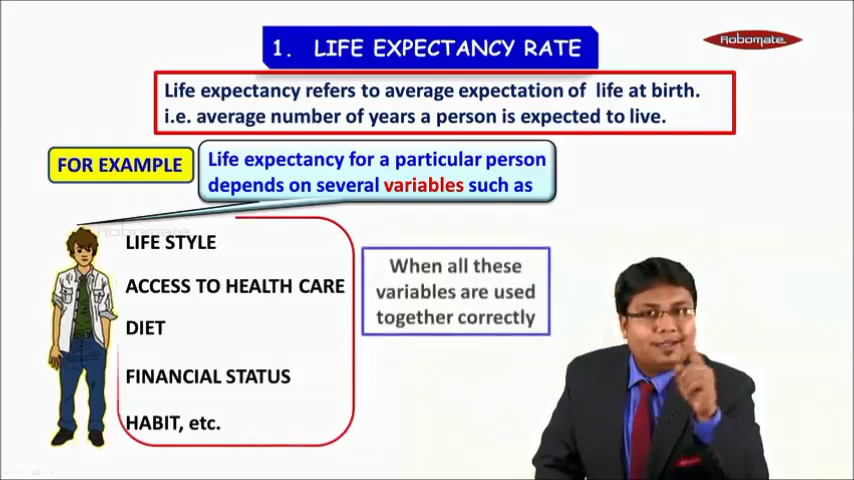 1. LIFE EXPECTANCY RATE
Robomate
Life expectancy refers to average expectation of life at birth.
i.e. average number of years a person is expected to live.
FOR EXAMPLE
Life expectancy for a particular person
depends on several variables such as
Robomate
LIFE STYLE
ACCESS TO HEALTH CARE
DIET
FINANCIAL STATUS
HABIT, etc.
When all these
variables are used
together correctly